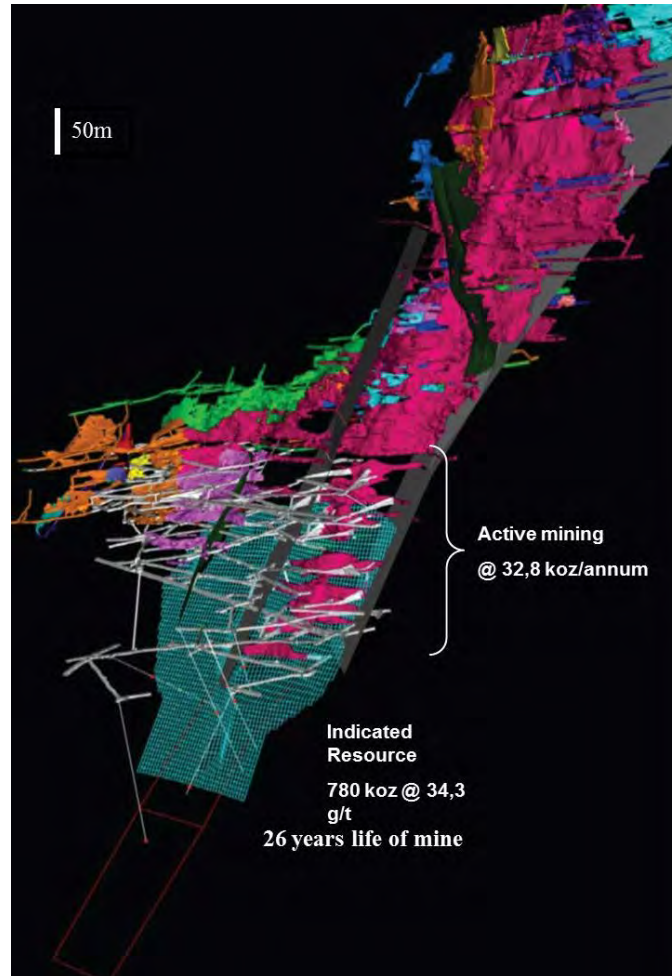 50m
Active mining
@ 32,8 koz/annum
Indicated
Resource
780 koz @ 34,3
g/t
26 years life of mine